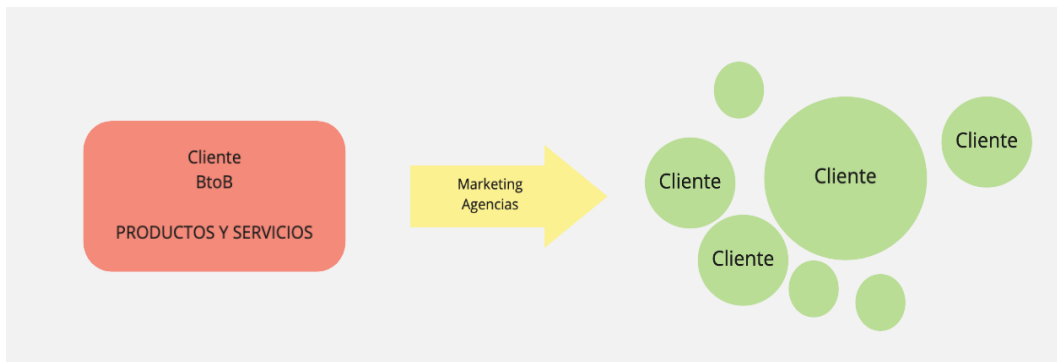 Cliente
BtoB
PRODUCTOS Y SERVICIOS
Marketing
Agencias
Cliente
Cliente
Cliente
Cliente